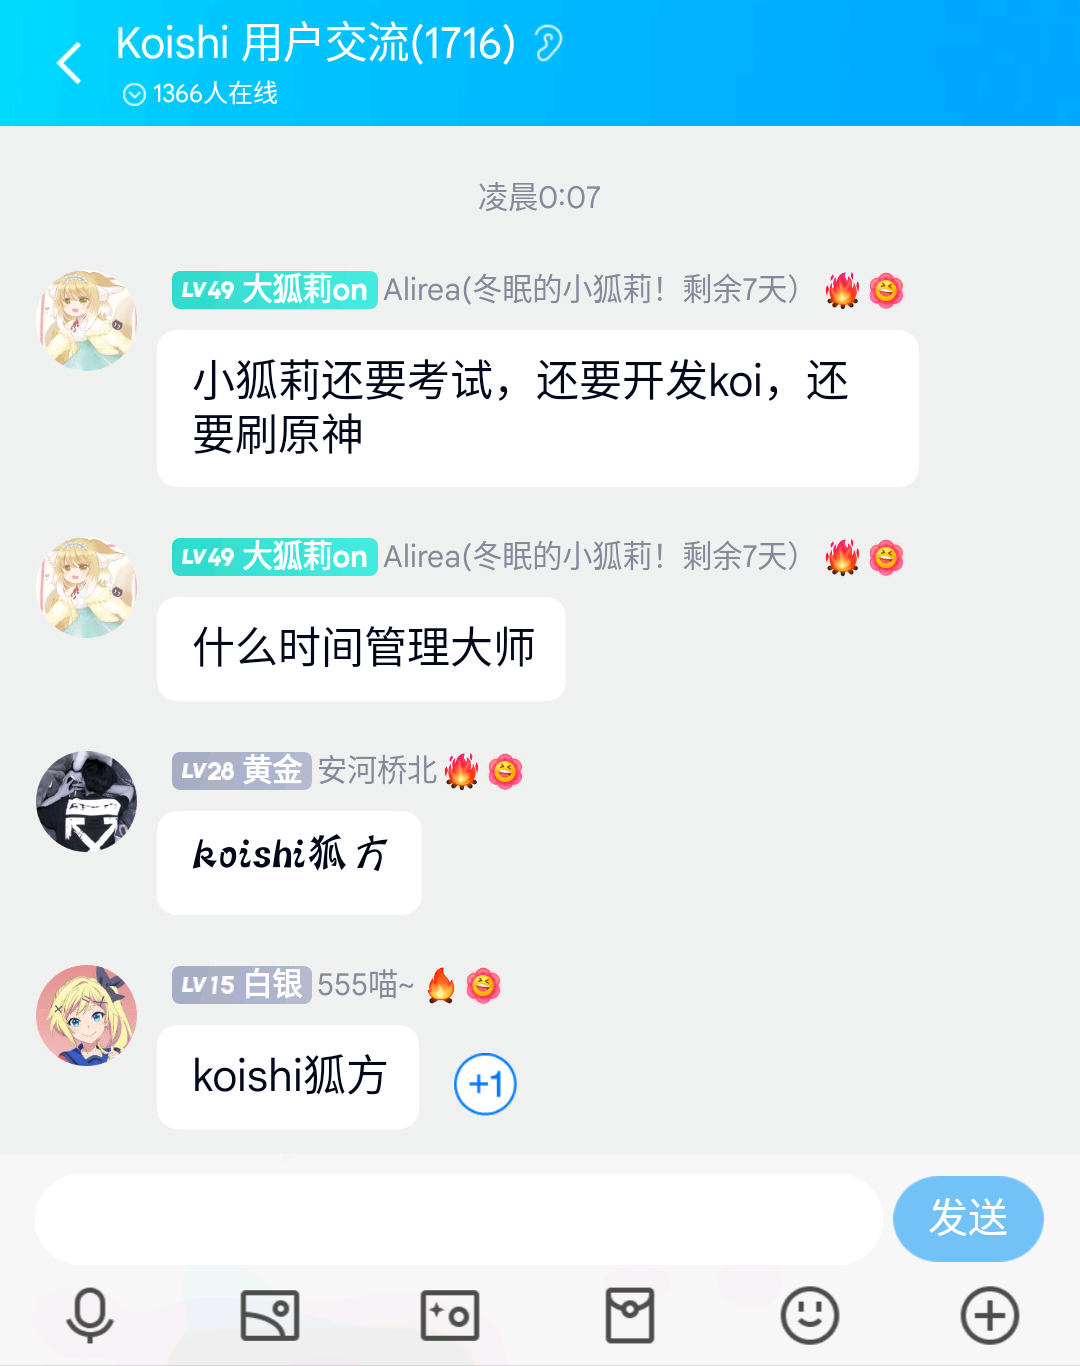 Koishi 用户交流(1716)
1366人在线
凌晨0:07
LV49 大狐莉on Alirea(冬眠的小狐莉！剩余7天）
小狐莉还要考试，还要开发koi，还
要刷原神
LV49 大狐莉on Alirea(冬眠的小狐莉！剩余7天）
什么时间管理大师
LV28 黄金 安河桥北
koishi狐方
LV15 白银 555喵~
koishi狐方
+1
发送